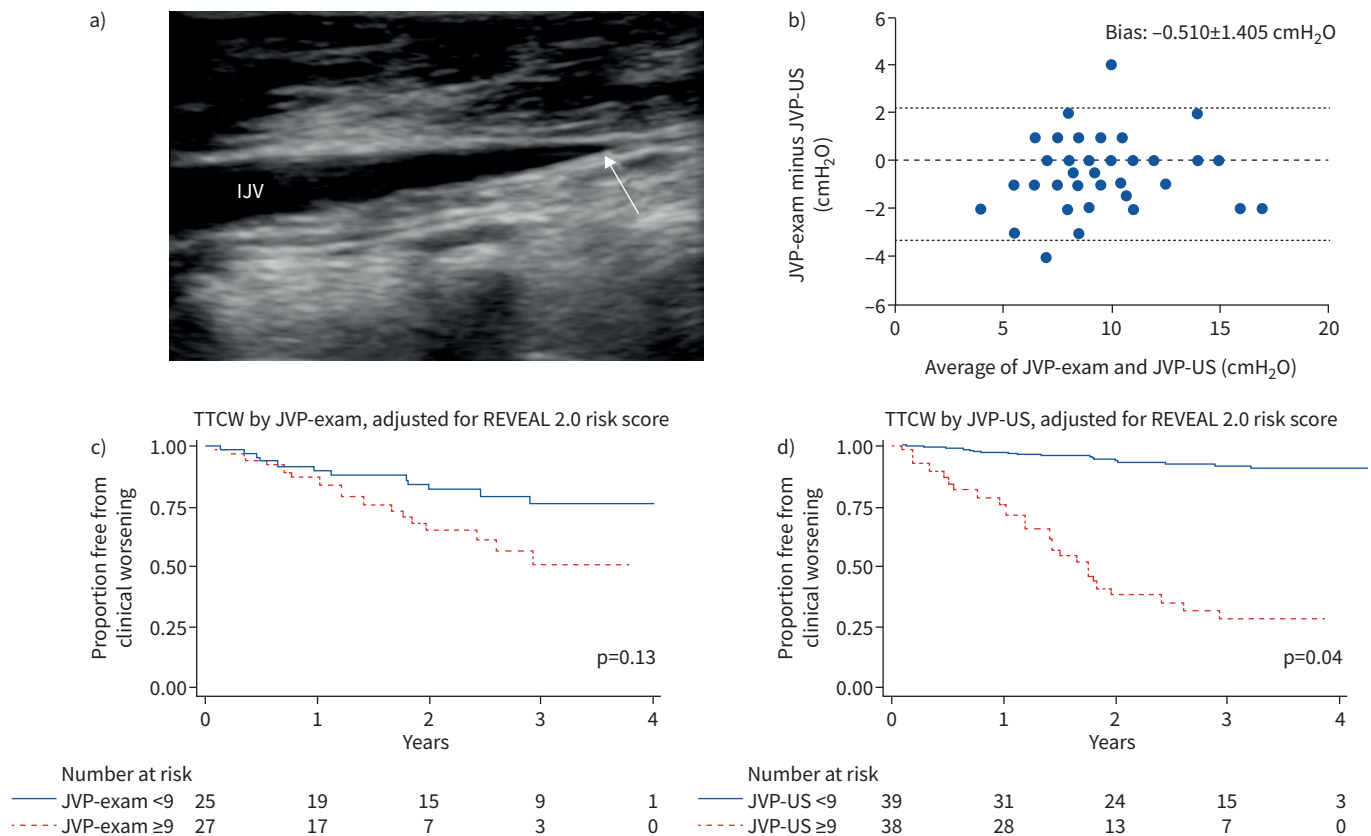 a)
IJV
b)
Bias: –0.510±1.405 cmH₂O
JVP-exam minus JVP-US
(cmH₂O)
6
4
2
0
–2
–4
–6
0 5 10 15 20
Average of JVP-exam and JVP-US (cmH₂O)
c)
TTCW by JVP-exam, adjusted for REVEAL 2.0 risk score
Proportion free from
clinical worsening
1.00
0.75
0.50
0.25
0.00
p=0.13
0 1 2 3 4
Years
Number at risk
JVP-exam <9 25 19 15 9 1
JVP-exam ≥9 27 17 7 3 0
d)
TTCW by JVP-US, adjusted for REVEAL 2.0 risk score
Proportion free from
clinical worsening
1.00
0.75
0.50
0.25
0.00
p=0.04
0 1 2 3 4
Years
Number at risk
JVP-US <9 39 31 24 15 3
JVP-US ≥9 38 28 13 7 0